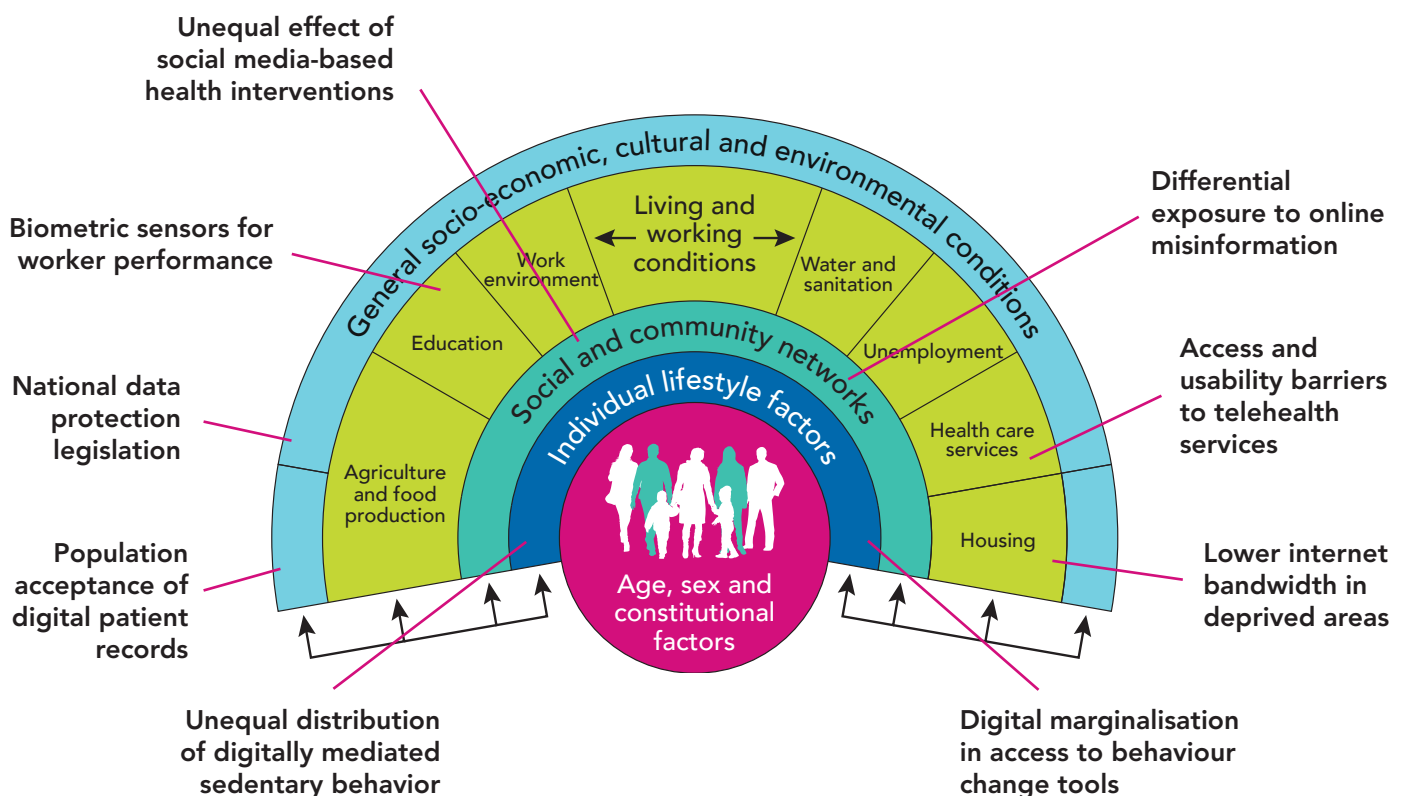 Unequal effect of
social media-based
health interventions
Biometric sensors for
worker performance
National data
protection
legislation
Population
acceptance of
digital patient
records
Unequal distribution
of digitally mediated
sedentary behavior
General socio-economic, cultural and environmental conditions
Living and
working
conditions
Agriculture
and food
production
Education
Work
environment
Water and
sanitation
Unemployment
Health care
services
Housing
Social and community networks
Individual lifestyle factors
Age, sex and
constitutional
factors
Differential
exposure to online
misinformation
Access and
usability barriers
to telehealth
services
Lower internet
bandwidth in
deprived areas
Digital marginalisation
in access to behaviour
change tools